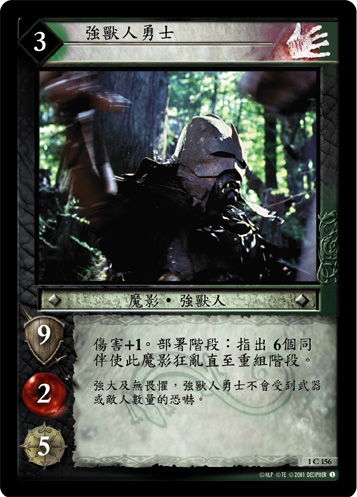 3
強獸人勇士
魔影 • 強獸人
9
傷害+1。部署階段：指出 6個同
伴使此魔影狂亂直至重組階段。
2
強大及無畏懼，強獸人勇士不會受到武器
或敵人數量的恐嚇。
5
1 C 156
©NLP ©TE ©2001 DECIPHER 1